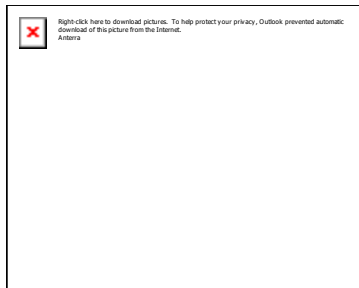 Right-click here to download pictures. To help protect your privacy, Outlook prevented automatic
download of this picture from the Internet.
Anterra